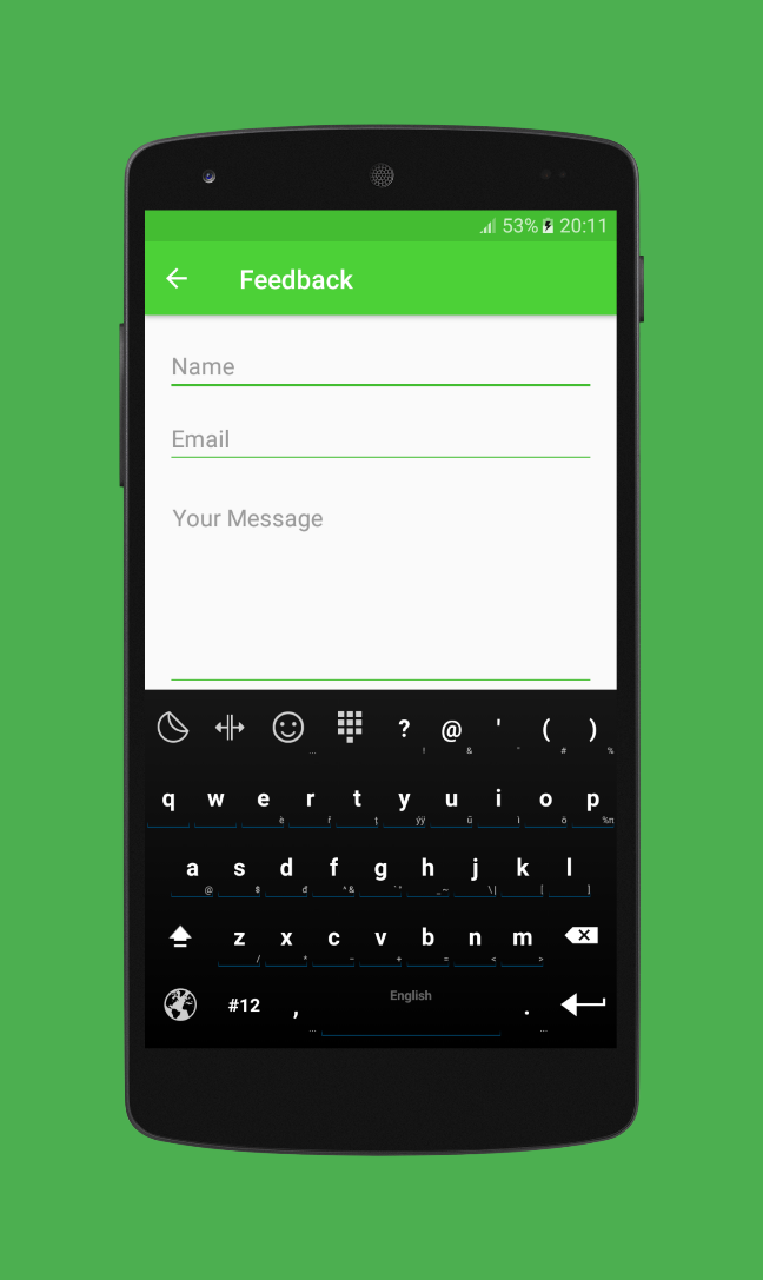 53% 20:11
Feedback
Name
Email
Your Message
? @ ' ( )
! & " # %
q w e r t y u i o p
a s d f g h j k l
@ $
z x c v b n m
/ * - + = < >
English
#12 , .